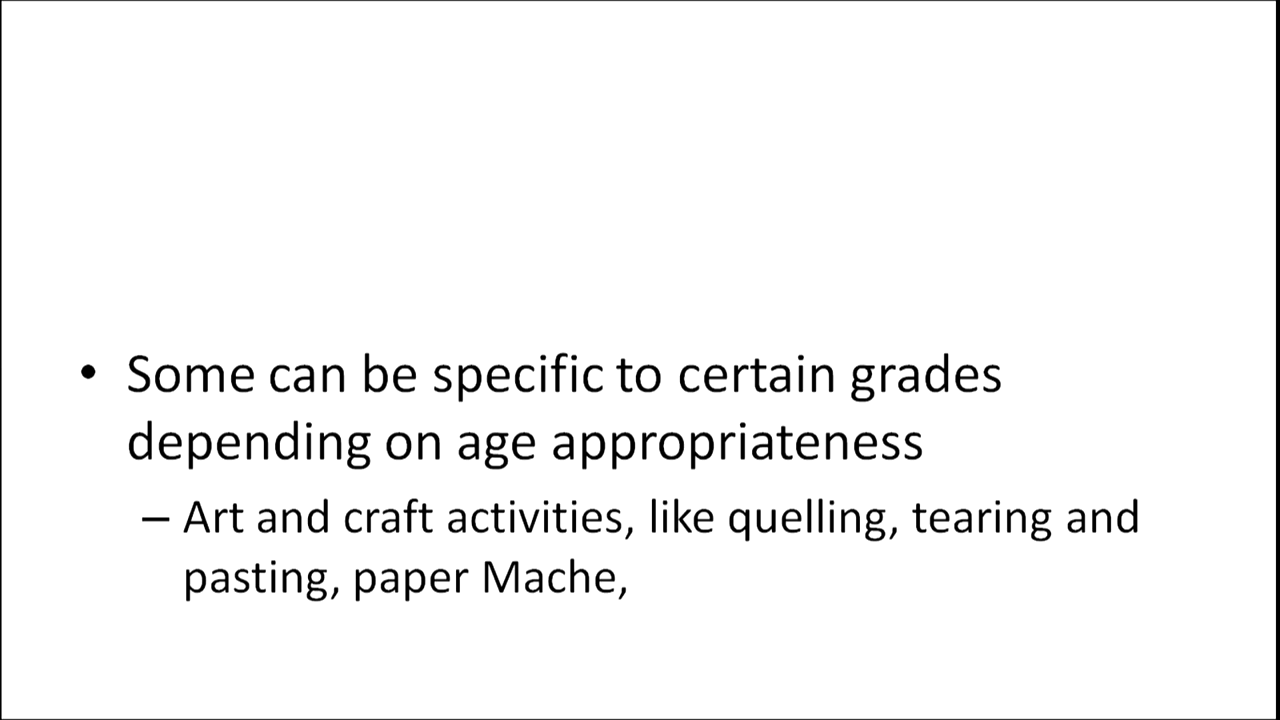 • Some can be specific to certain grades
depending on age appropriateness
– Art and craft activities, like quelling, tearing and
pasting, paper Mache,